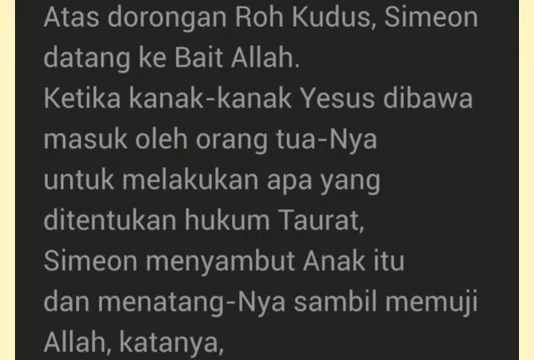 Atas dorongan Roh Kudus, Simeon
datang ke Bait Allah.
Ketika kanak-kanak Yesus dibawa
masuk oleh orang tua-Nya
untuk melakukan apa yang
ditentukan hukum Taurat,
Simeon menyambut Anak itu
dan menatang-Nya sambil memuji
Allah, katanya,